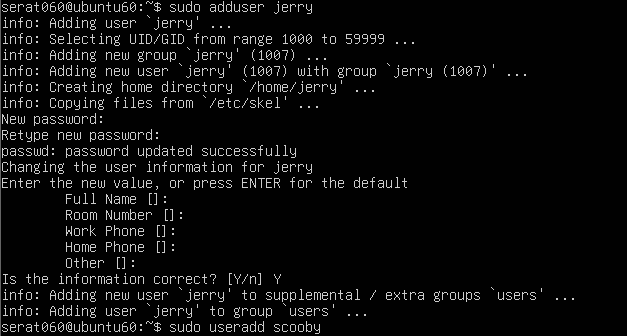 serat060@ubuntu60:~$ sudo adduser jerry
info: Adding user `jerry' ...
info: Selecting UID/GID from range 1000 to 59999 ...
info: Adding new group `jerry' (1007) ...
info: Adding new user `jerry' (1007) with group `jerry (1007)' ...
info: Creating home directory `/home/jerry' ...
info: Copying files from `/etc/skel' ...
New password:
Retype new password:
passwd: password updated successfully
Changing the user information for jerry
Enter the new value, or press ENTER for the default
        Full Name []:
        Room Number []:
        Work Phone []:
        Home Phone []:
        Other []:
Is the information correct? [Y/n] Y
info: Adding new user `jerry' to supplemental / extra groups `users' ...
info: Adding user `jerry' to group `users' ...
serat060@ubuntu60:~$ sudo useradd scooby